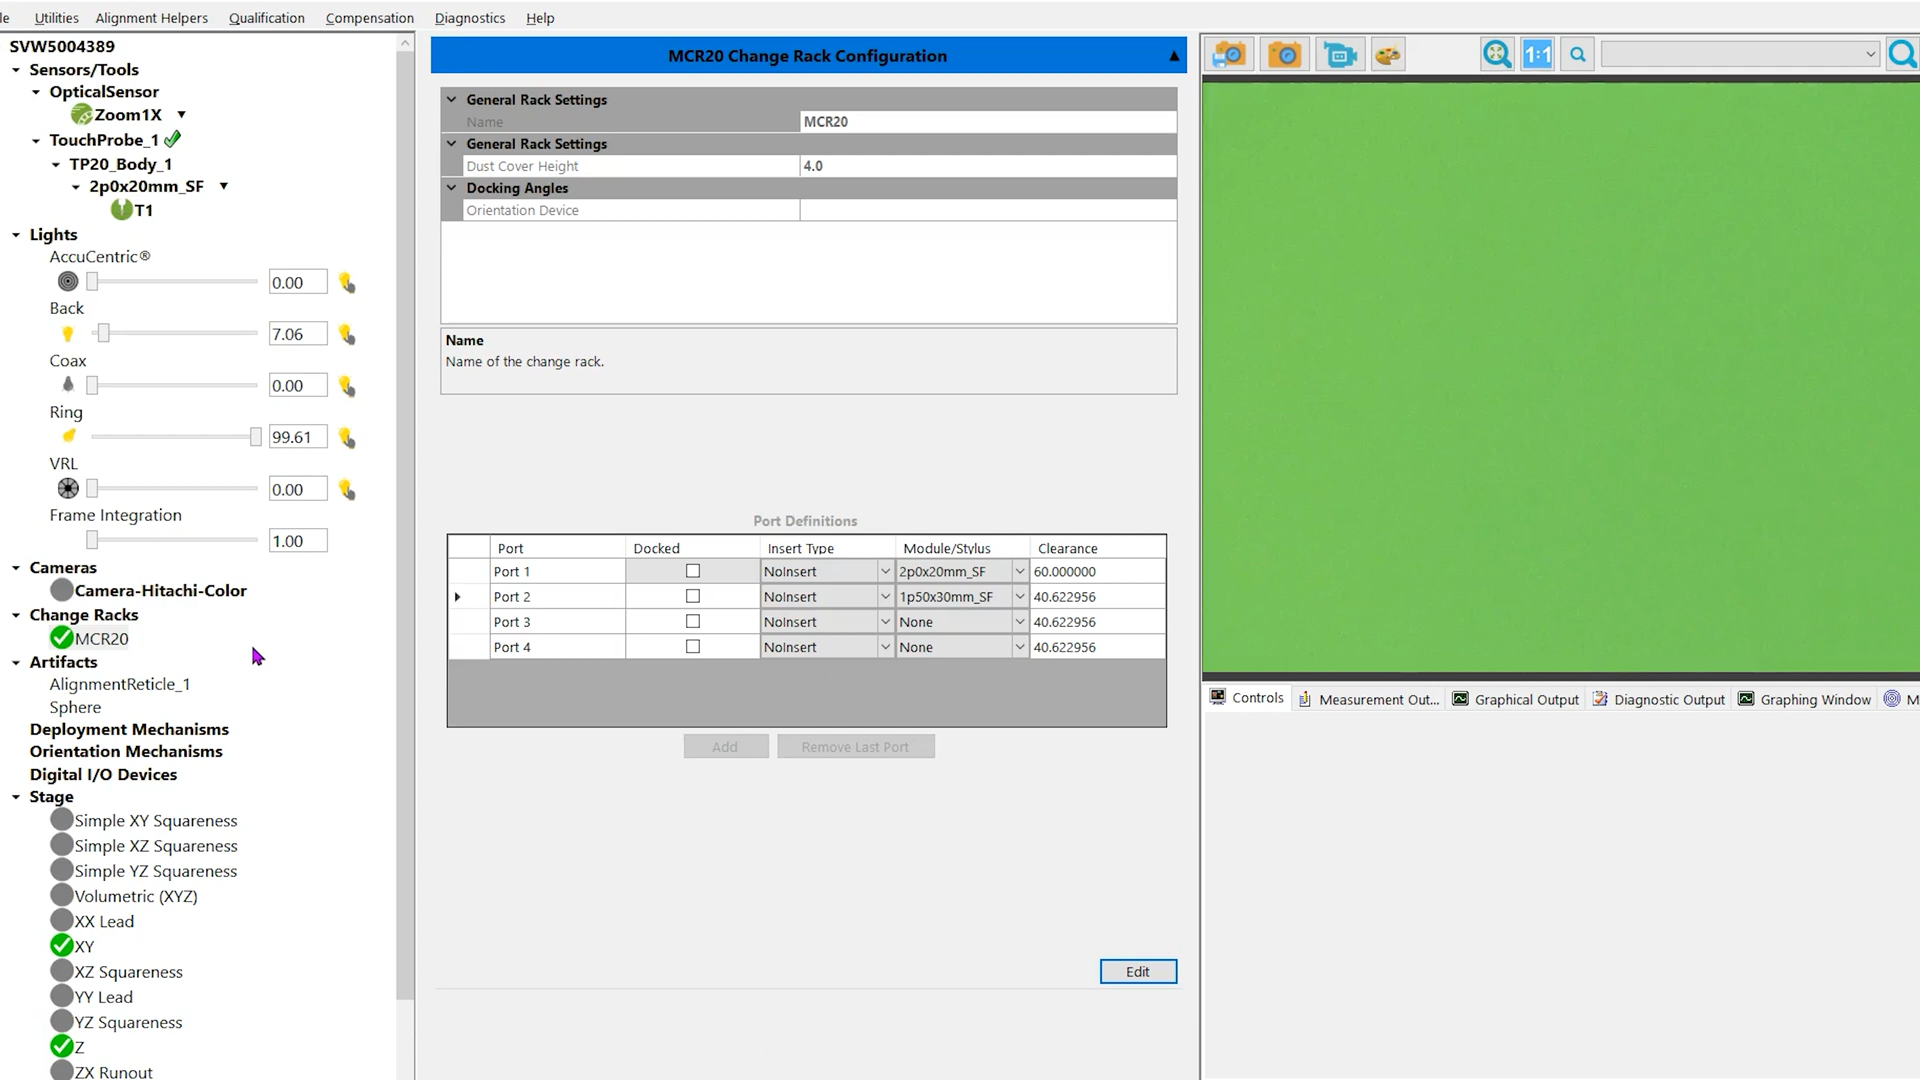 le Utilities Alignment Helpers Qualification Compensation Diagnostics Help
SVW5004389
Sensors/Tools
OpticalSensor
Zoom1X
TouchProbe_1
TP20_Body_1
2p0x20mm_SF
T1
Lights
AccuCentric®
0.00
Back
7.06
Coax
0.00
Ring
99.61
VRL
0.00
Frame Integration
1.00
Cameras
Camera-Hitachi-Color
Change Racks
MCR20
Artifacts
AlignmentReticle_1
Sphere
Deployment Mechanisms
Orientation Mechanisms
Digital I/O Devices
Stage
Simple XY Squareness
Simple XZ Squareness
Simple YZ Squareness
Volumetric (XYZ)
XX Lead
XY
XZ Squareness
YY Lead
YZ Squareness
Z
ZX Runout
MCR20 Change Rack Configuration
General Rack Settings
Name MCR20
General Rack Settings
Dust Cover Height 4.0
Docking Angles
Orientation Device
Name
Name of the change rack.
Port Definitions
Port Docked Insert Type Module/Stylus Clearance
Port 1 NoInsert 2p0x20mm_SF 60.000000
Port 2 NoInsert 1p50x30mm_SF 40.622956
Port 3 NoInsert None 40.622956
Port 4 NoInsert None 40.622956
Add Remove Last Port
Edit
1:1
Controls Measurement Out... Graphical Output Diagnostic Output Graphing Window M